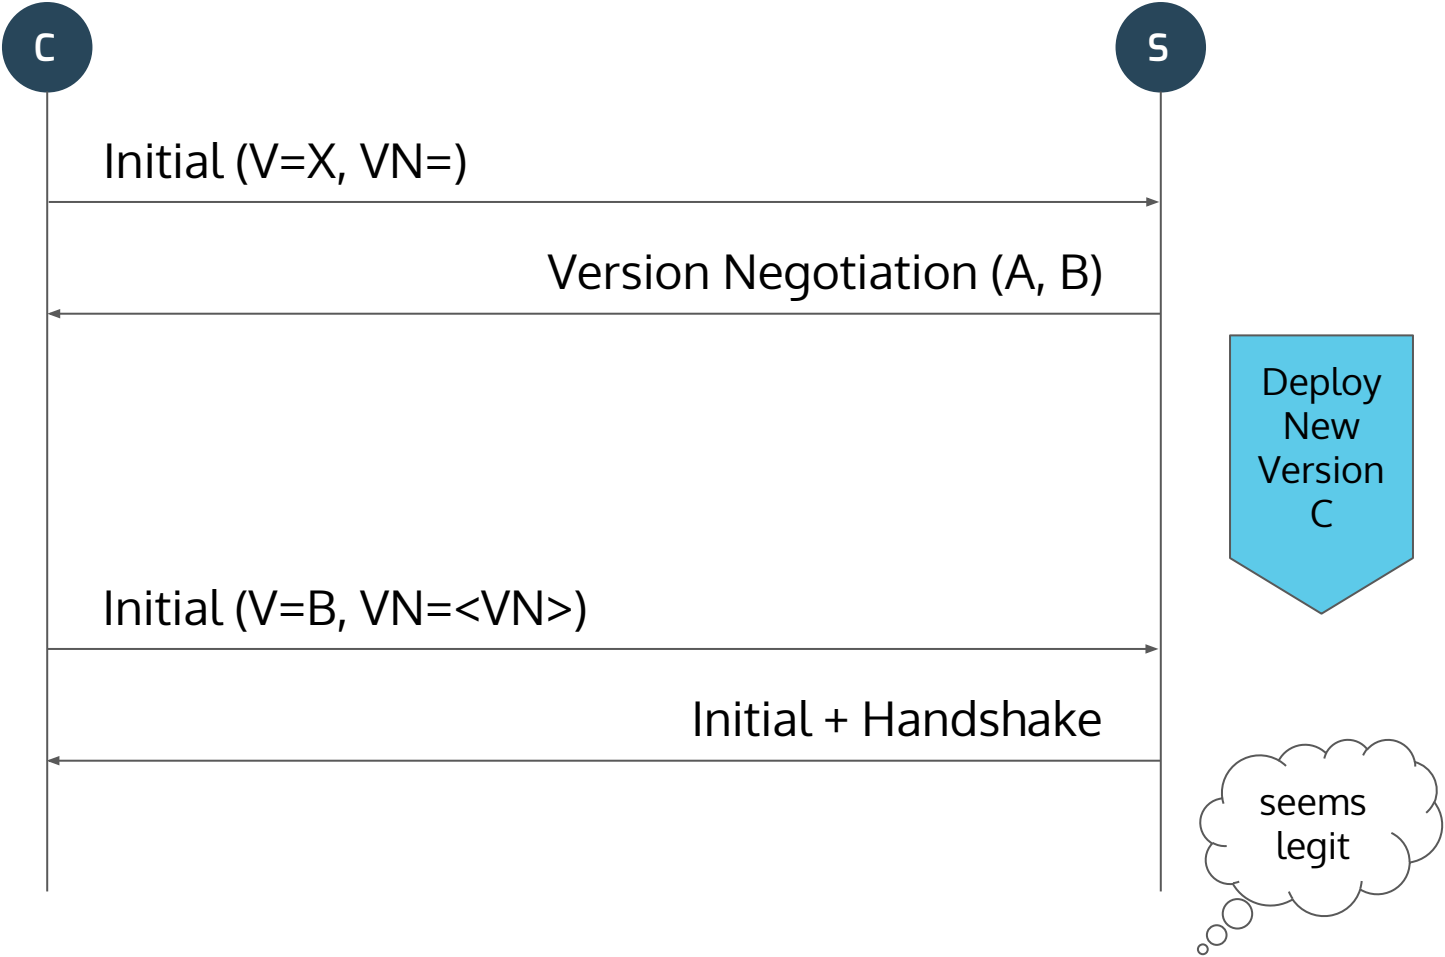 C
S
Initial (V=X, VN=)
Version Negotiation (A, B)
Deploy
New
Version
C
Initial (V=B, VN=<VN>)
Initial + Handshake
seems
legit